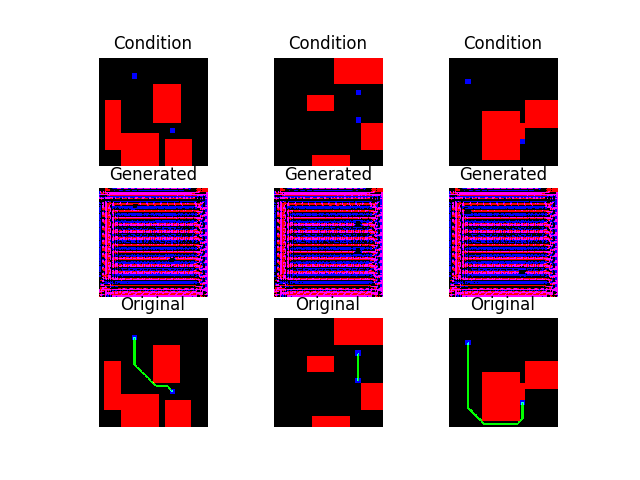 Condition Condition Condition
Generated Generated Generated
Original Original Original